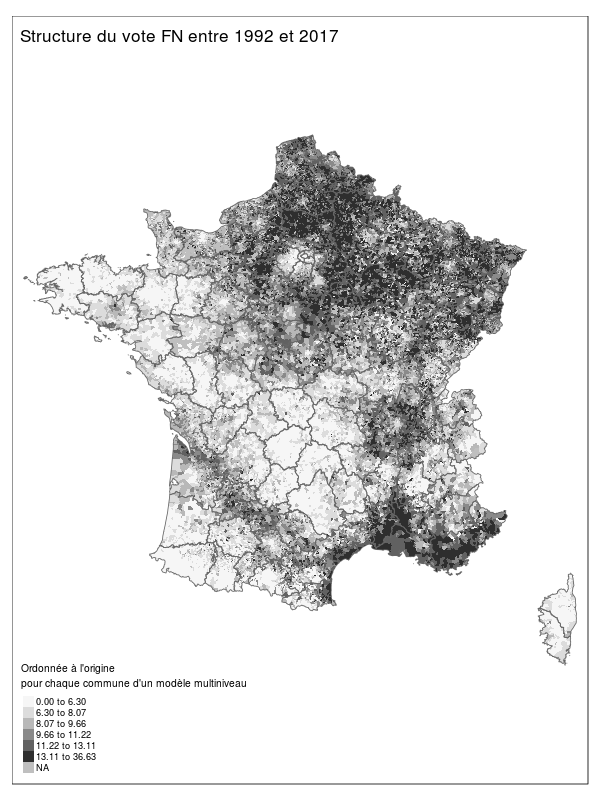 Structure du vote FN entre 1992 et 2017
Ordonnée à l'origine
pour chaque commune d'un modèle multiniveau
0.00 to 6.30
6.30 to 8.07
8.07 to 9.66
9.66 to 11.22
11.22 to 13.11
13.11 to 36.63
NA